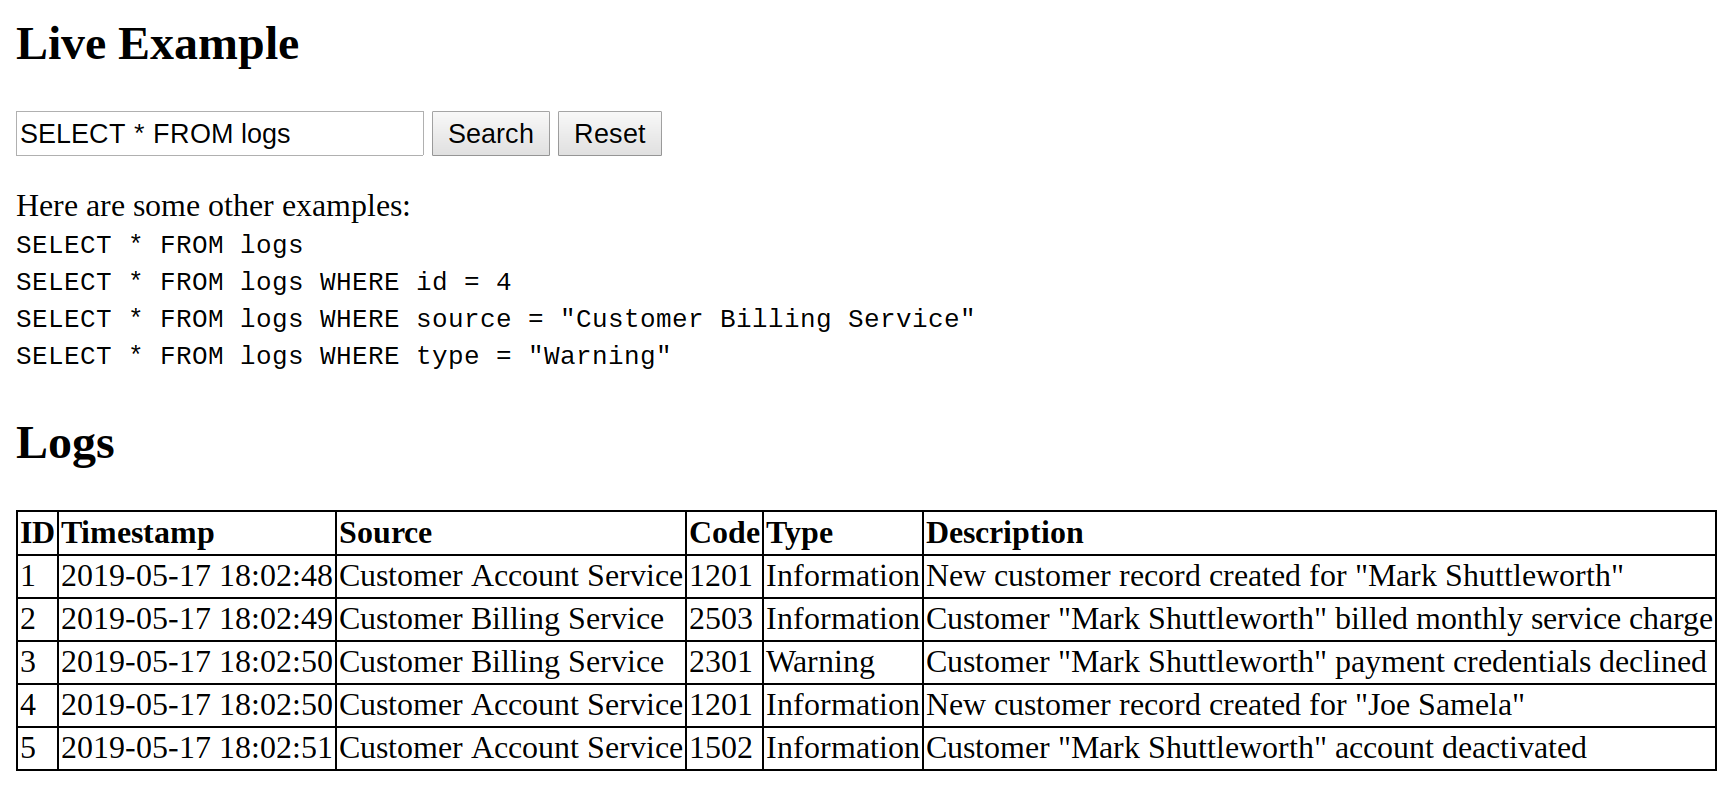 Live Example
SELECT * FROM logs Search Reset
Here are some other examples:
SELECT * FROM logs
SELECT * FROM logs WHERE id = 4
SELECT * FROM logs WHERE source = "Customer Billing Service"
SELECT * FROM logs WHERE type = "Warning"
Logs
ID Timestamp Source Code Type Description
1 2019-05-17 18:02:48 Customer Account Service 1201 Information New customer record created for "Mark Shuttleworth"
2 2019-05-17 18:02:49 Customer Billing Service 2503 Information Customer "Mark Shuttleworth" billed monthly service charge
3 2019-05-17 18:02:50 Customer Billing Service 2301 Warning Customer "Mark Shuttleworth" payment credentials declined
4 2019-05-17 18:02:50 Customer Account Service 1201 Information New customer record created for "Joe Samela"
5 2019-05-17 18:02:51 Customer Account Service 1502 Information Customer "Mark Shuttleworth" account deactivated